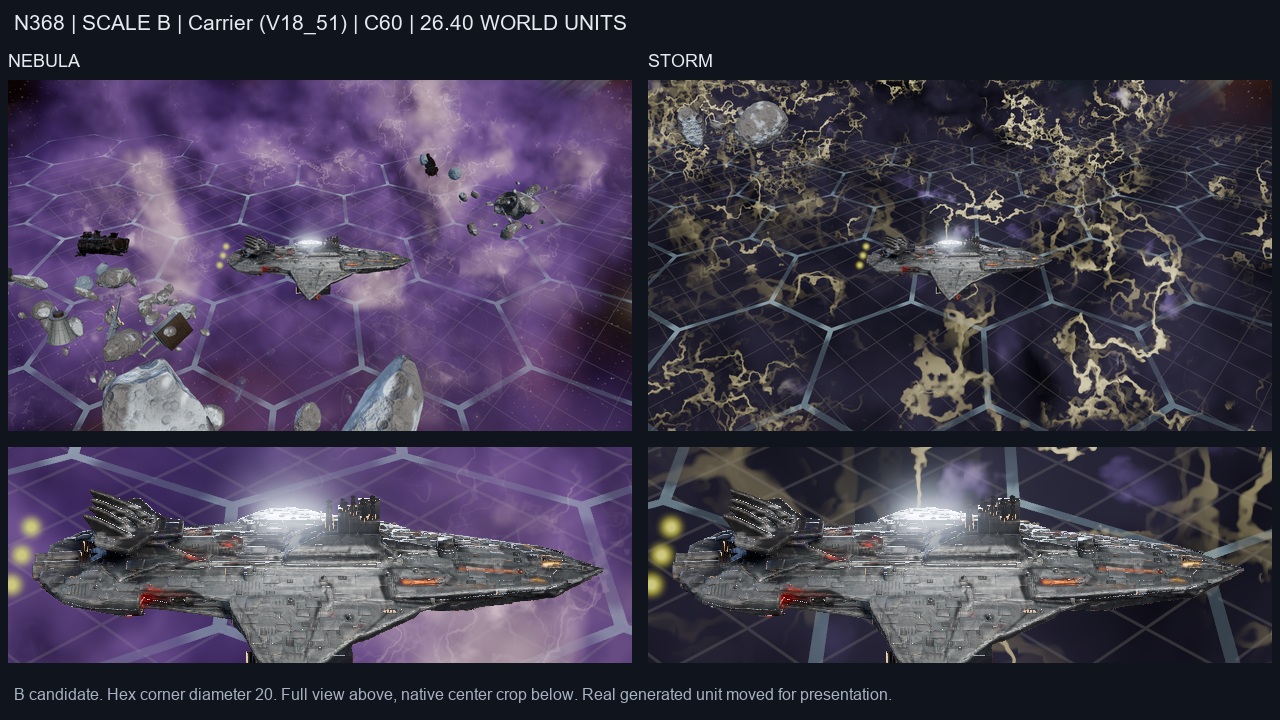 N368 | SCALE B | Carrier (V18_51) | C60 | 26.40 WORLD UNITS
NEBULA
STORM
B candidate. Hex corner diameter 20. Full view above, native center crop below. Real generated unit moved for presentation.